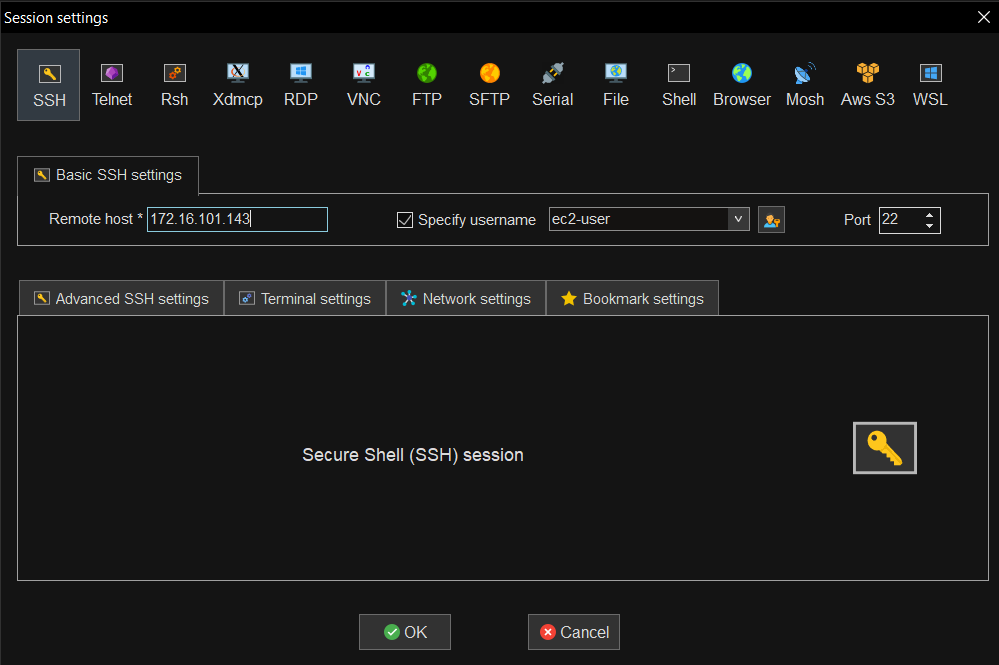 Session settings
SSH Telnet Rsh Xdmcp RDP VNC FTP SFTP Serial File Shell Browser Mosh Aws S3 WSL
Basic SSH settings
Remote host * 172.16.101.143 Specify username ec2-user Port 22
Advanced SSH settings Terminal settings Network settings Bookmark settings
Secure Shell (SSH) session
OK Cancel